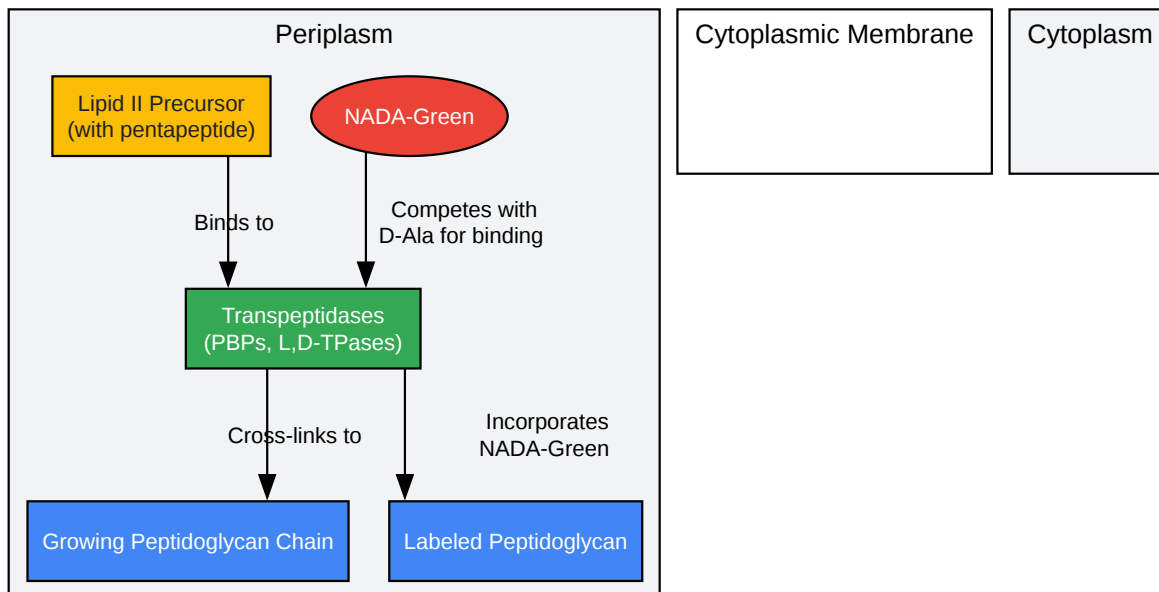 Periplasm
Cytoplasmic Membrane
Cytoplasm
Lipid II Precursor
(with pentapeptide)
NADA-Green
Binds to
Competes with
D-Ala for binding
Transpeptidases
(PBPs, L,D-TPases)
Cross-links to
Incorporates
NADA-Green
Growing Peptidoglycan Chain
Labeled Peptidoglycan